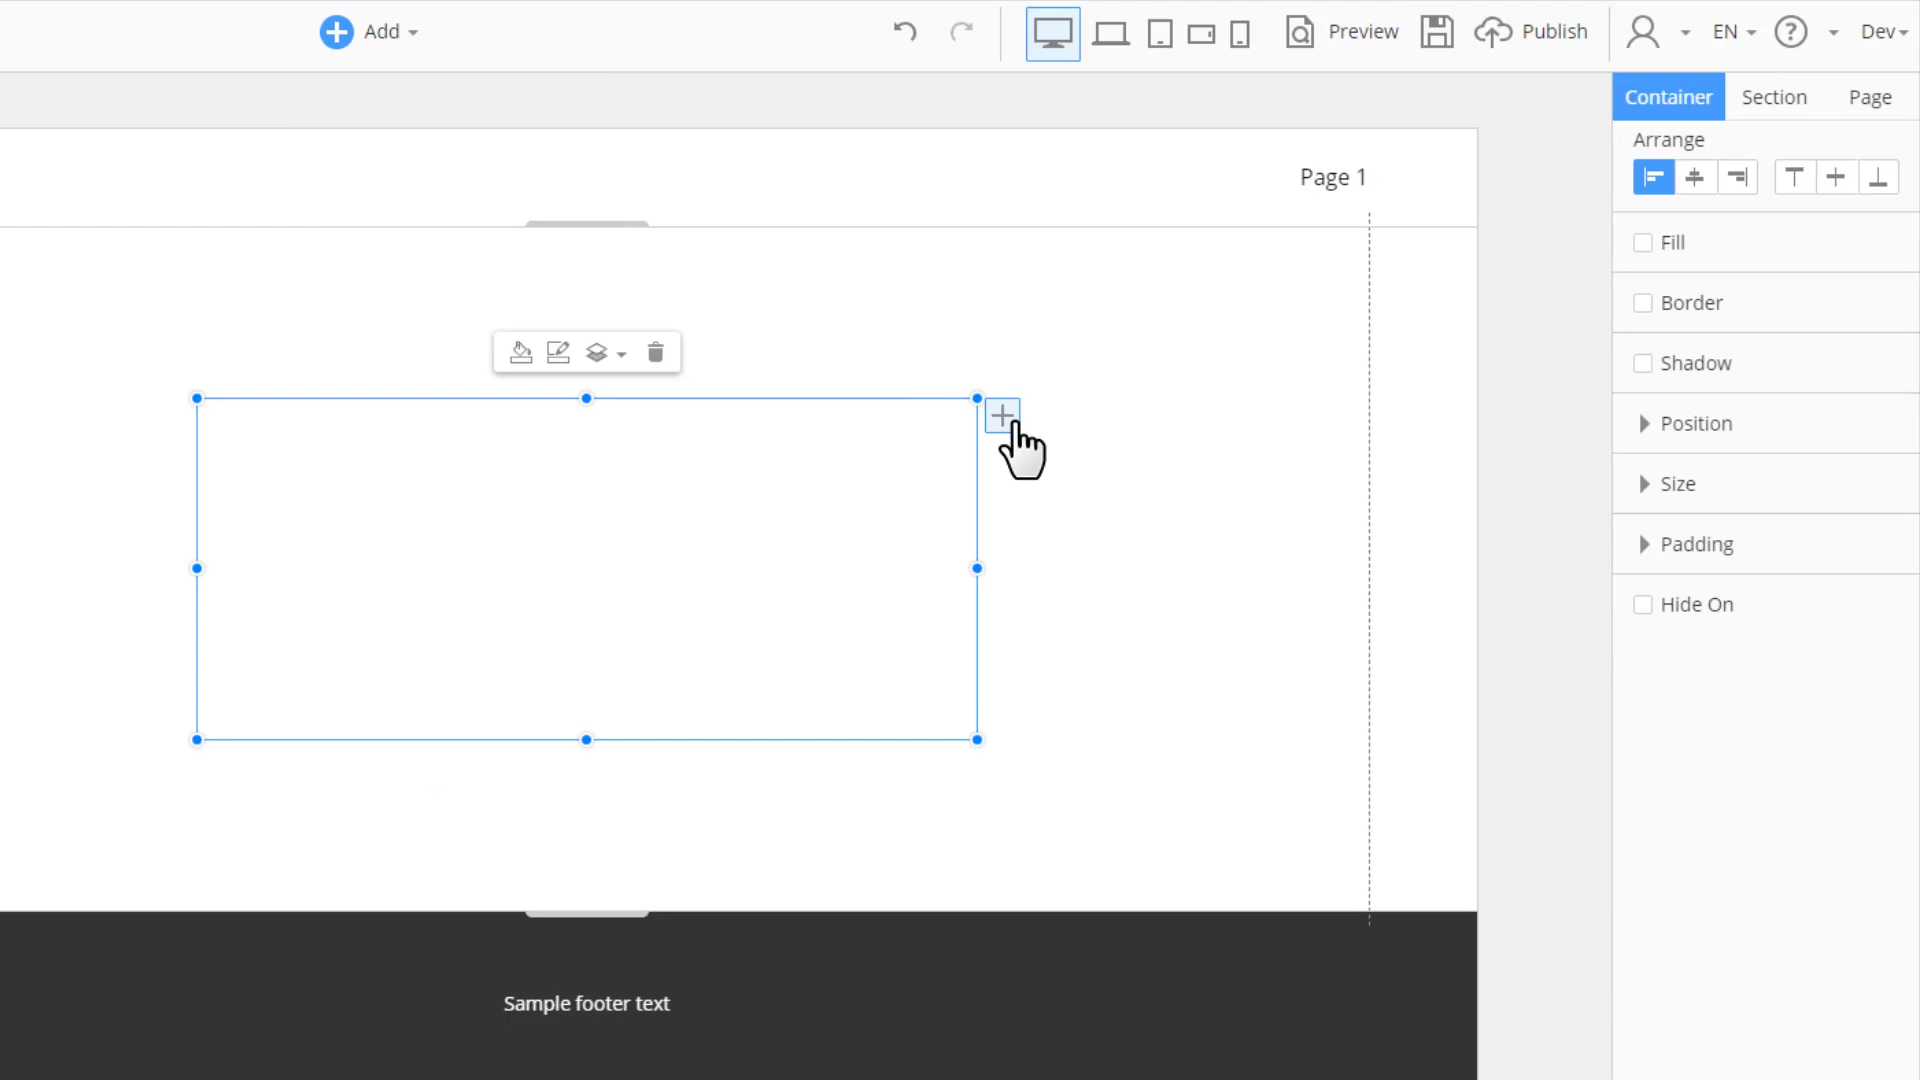 Add
Preview
Publish
EN
?
Dev
Container
Section
Page
Arrange
Page 1
Fill
Border
Shadow
Position
Size
Padding
Hide On
Sample footer text